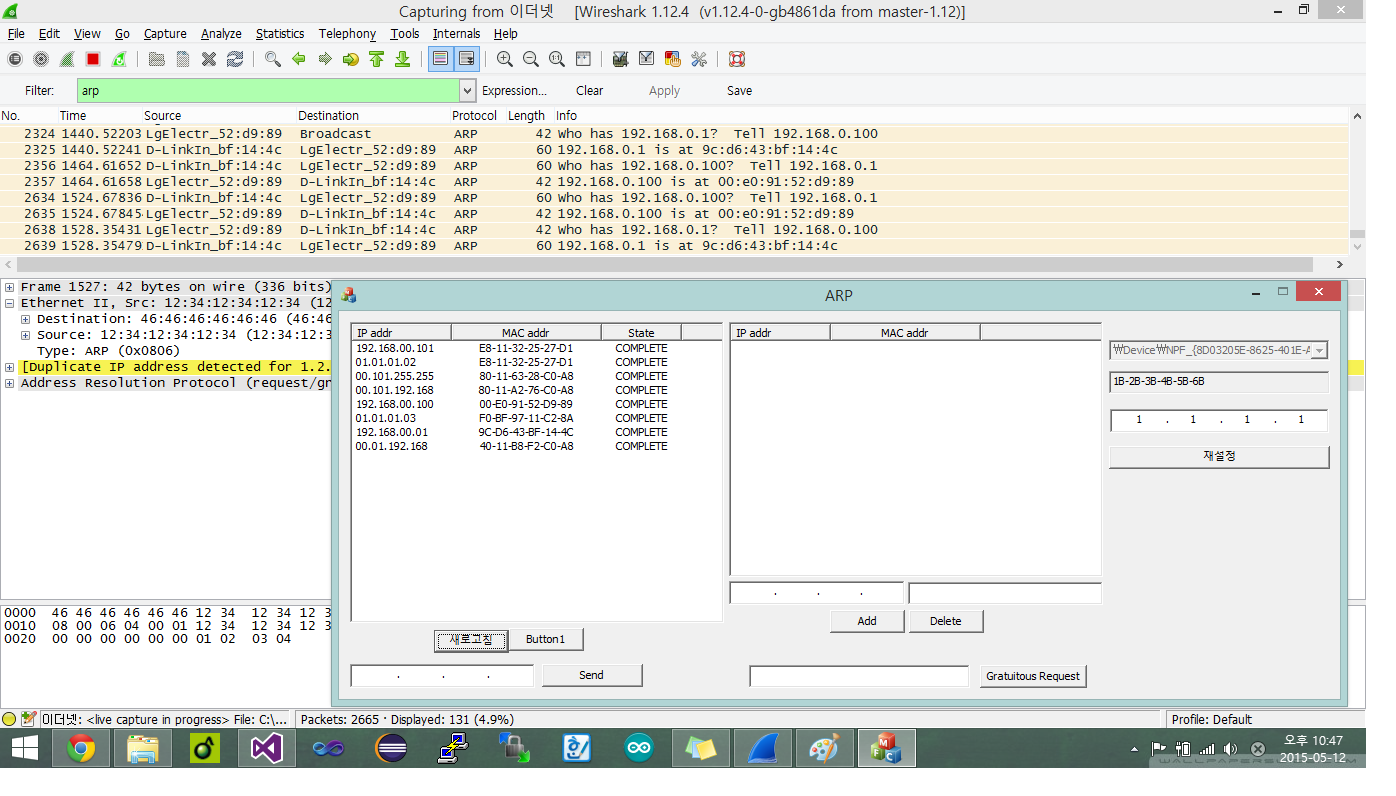 Capturing from 이더넷 [Wireshark 1.12.4 (v1.12.4-0-gb4861da from master-1.12)]
File Edit View Go Capture Analyze Statistics Telephony Tools Internals Help
Filter: arp Expression... Clear Apply Save
No. Time Source Destination Protocol Length Info
2324 1440.52203 LgElectr_52:d9:89 Broadcast ARP 42 Who has 192.168.0.1? Tell 192.168.0.100
2325 1440.52241 D-LinkIn_bf:14:4c LgElectr_52:d9:89 ARP 60 192.168.0.1 is at 9c:d6:43:bf:14:4c
2356 1464.61652 D-LinkIn_bf:14:4c LgElectr_52:d9:89 ARP 60 Who has 192.168.0.100? Tell 192.168.0.1
2357 1464.61658 LgElectr_52:d9:89 D-LinkIn_bf:14:4c ARP 42 192.168.0.100 is at 00:e0:91:52:d9:89
2634 1524.67836 D-LinkIn_bf:14:4c LgElectr_52:d9:89 ARP 60 Who has 192.168.0.100? Tell 192.168.0.1
2635 1524.67845 LgElectr_52:d9:89 D-LinkIn_bf:14:4c ARP 42 192.168.0.100 is at 00:e0:91:52:d9:89
2638 1528.35431 LgElectr_52:d9:89 D-LinkIn_bf:14:4c ARP 42 Who has 192.168.0.1? Tell 192.168.0.100
2639 1528.35479 D-LinkIn_bf:14:4c LgElectr_52:d9:89 ARP 60 192.168.0.1 is at 9c:d6:43:bf:14:4c
Frame 1527: 42 bytes on wire (336 bits)
Ethernet II, Src: 12:34:12:34:12:34 (12
Destination: 46:46:46:46:46:46 (46:46
Source: 12:34:12:34:12:34 (12:34:12:3
Type: ARP (0x0806)
[Duplicate IP address detected for 1.2.
Address Resolution Protocol (request/gr
0000 46 46 46 46 46 46 12 34 12 34 12 3
0010 08 00 06 04 00 01 12 34 12 34 12 3
0020 00 00 00 00 00 00 01 02 03 04
ARP
IP addr MAC addr State
192.168.00.101 E8-11-32-25-27-D1 COMPLETE
01.01.01.02 E8-11-32-25-27-D1 COMPLETE
00.101.255.255 80-11-63-28-C0-A8 COMPLETE
00.101.192.168 80-11-A2-76-C0-A8 COMPLETE
192.168.00.100 00-E0-91-52-D9-89 COMPLETE
01.01.01.03 F0-BF-97-11-C2-8A COMPLETE
192.168.00.01 9C-D6-43-BF-14-4C COMPLETE
00.01.192.168 40-11-B8-F2-C0-A8 COMPLETE
새로고침 Button1
. . . Send
IP addr MAC addr
. . .
Add Delete
Gratuitous Request
₩Device₩NPF_{8D03205E-8625-401E-A
1B-2B-3B-4B-5B-6B
1 . 1 . 1 . 1
재설정
이더넷: <live capture in progress> File: C:\... Packets: 2665 · Displayed: 131 (4.9%) Profile: Default
오후 10:47
2015-05-12